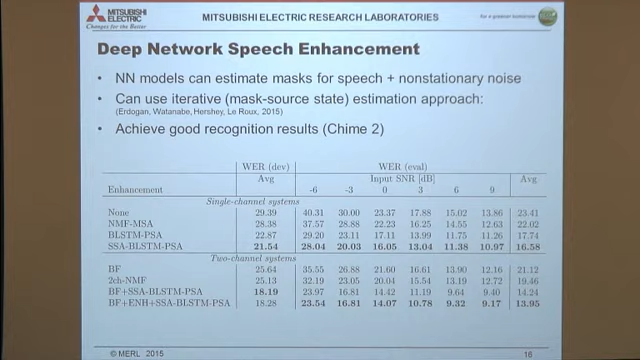 MITSUBISHI ELECTRIC
Changes for the Better
MITSUBISHI ELECTRIC RESEARCH LABORATORIES
for a greener tomorrow
Deep Network Speech Enhancement
• NN models can estimate masks for speech + nonstationary noise
• Can use iterative (mask-source state) estimation approach:
(Erdogan, Watanabe, Hershey, Le Roux, 2015)
• Achieve good recognition results (Chime 2)
WER (dev) WER (eval)
Avg Input SNR [dB] Avg
Enhancement -6 -3 0 3 6 9
Single-channel systems
None 29.39 40.31 30.00 23.37 17.88 15.02 13.86 23.41
NMF-MSA 28.38 37.57 28.88 22.23 16.25 14.55 12.63 22.02
BLSTM-PSA 22.87 29.20 23.11 17.11 13.99 11.75 11.26 17.74
SSA-BLSTM-PSA 21.54 28.04 20.03 16.05 13.04 11.38 10.97 16.58
Two-channel systems
BF 25.64 35.55 26.88 21.60 16.61 13.90 12.16 21.12
2ch-NMF 25.13 32.19 23.05 20.04 15.54 13.19 12.72 19.46
BF+SSA-BLSTM-PSA 18.19 23.97 16.81 14.42 11.19 9.64 9.40 14.24
BF+ENH+SSA-BLSTM-PSA 18.28 23.54 16.81 14.07 10.78 9.32 9.17 13.95
© MERL 2015
16